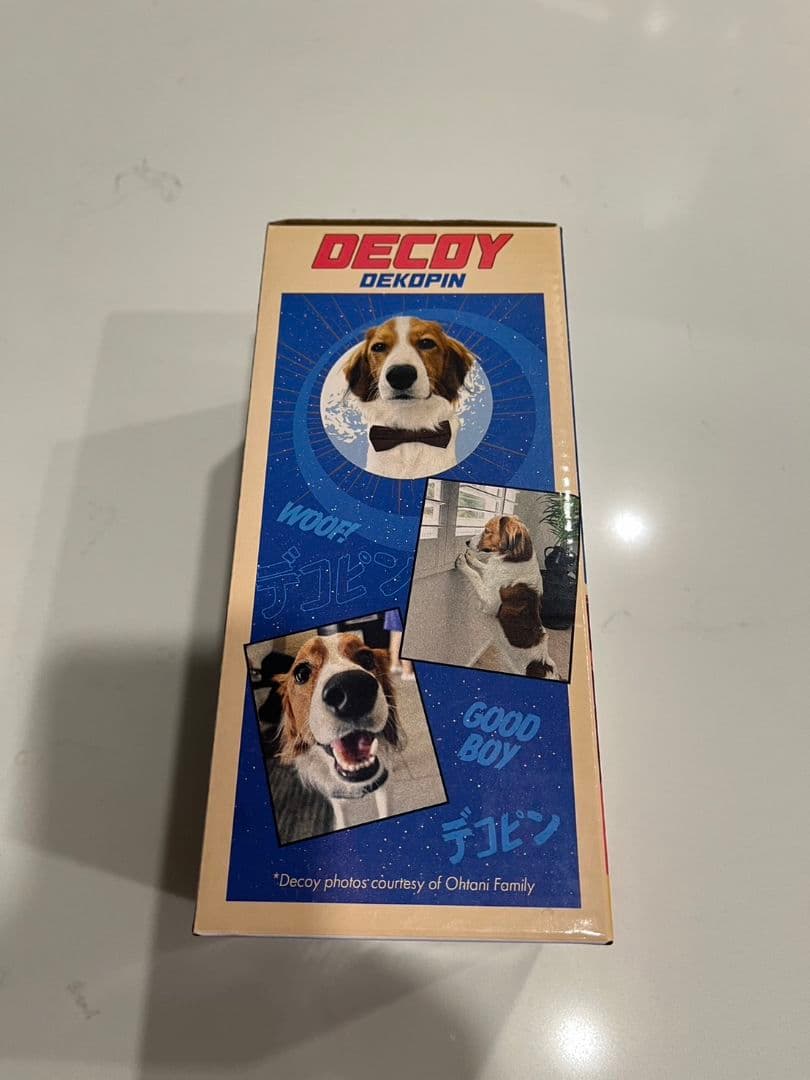 DECOY
DEKOPIN
WOOF!
デコピン
GOOD
BOY
デコピン
*Decoy photos courtesy of Ohtani Family